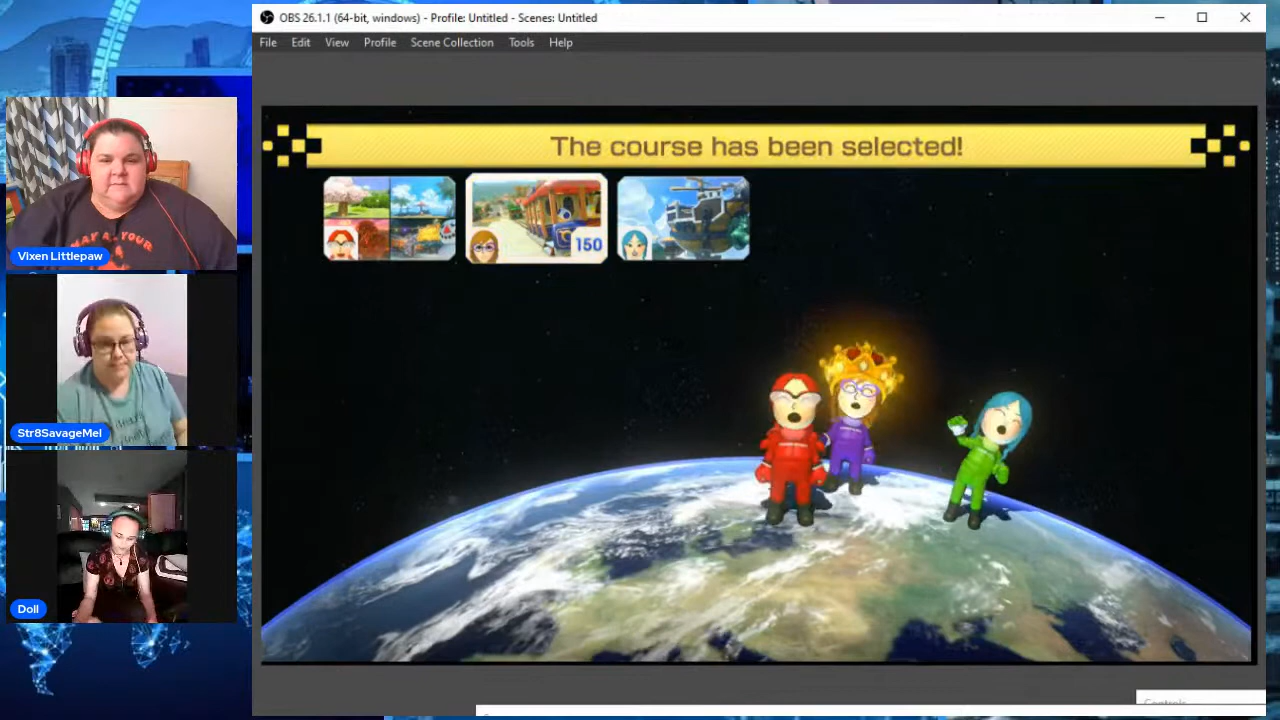 OBS 26.1.1 (64-bit, windows) - Profile: Untitled - Scenes: Untitled
File Edit View Profile Scene Collection Tools Help
The course has been selected!
150
Vixen Littlepaw
Str8SavageMel
Doll
Controls